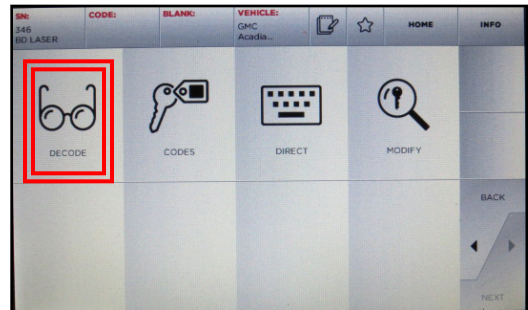 SN:
346
BD LASER
CODE:
BLANK:
VEHICLE:
GMC
Acadia...
HOME
INFO
DECODE
CODES
DIRECT
MODIFY
BACK
NEXT